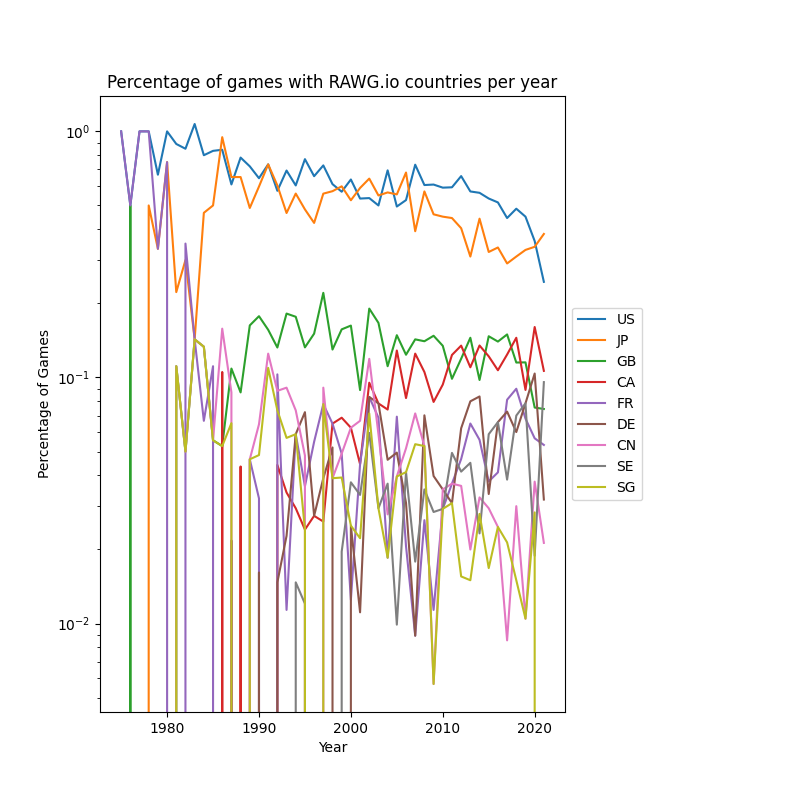 Percentage of games with RAWG.io countries per year
Percentage of Games
10⁰
10⁻¹
10⁻²
1980 1990 2000 2010 2020
Year
US
JP
GB
CA
FR
DE
CN
SE
SG